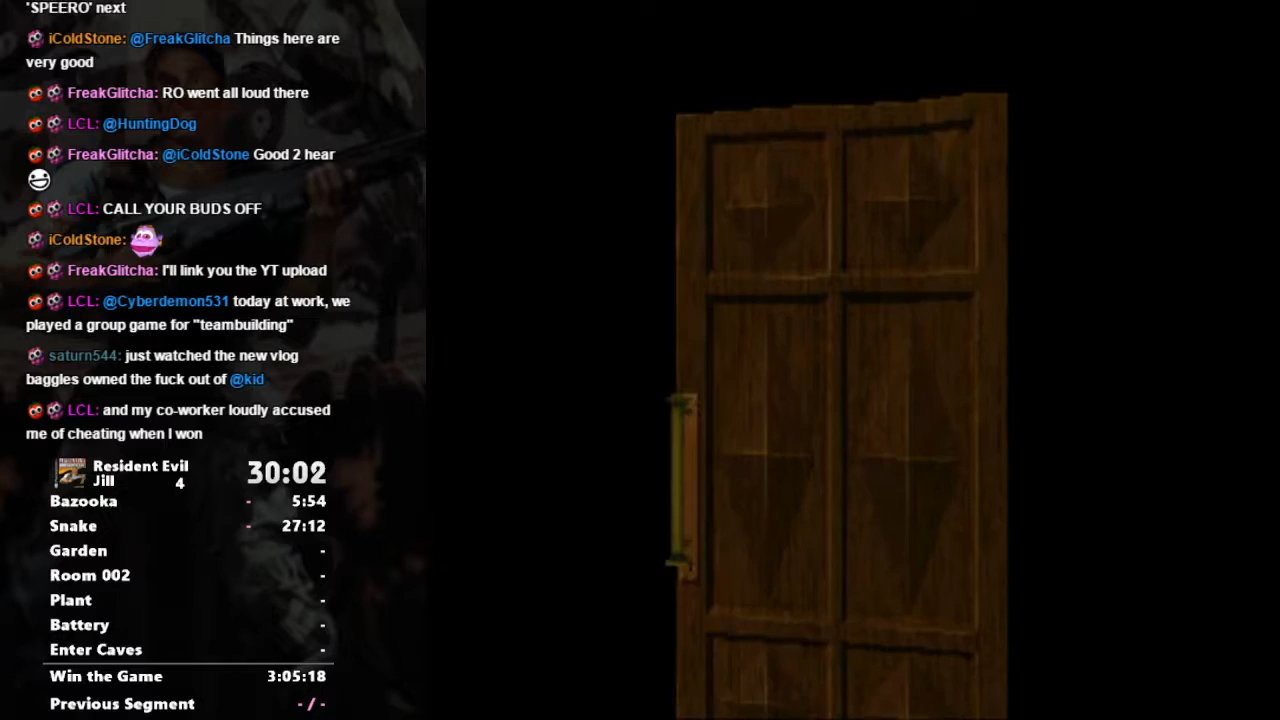 'SPEERO' next
iColdStone: @FreakGlitcha Things here are
very good
FreakGlitcha: RO went all loud there
LCL: @HuntingDog
FreakGlitcha: @iColdStone Good 2 hear
LCL: CALL YOUR BUDS OFF
iColdStone:
FreakGlitcha: I'll link you the YT upload
LCL: @Cyberdemon531 today at work, we
played a group game for "teambuilding"
saturn544: just watched the new vlog
baggles owned the fuck out of @kid
LCL: and my co-worker loudly accused
me of cheating when I won
Resident Evil
Jill 4 30:02
Bazooka - 5:54
Snake - 27:12
Garden -
Room 002 -
Plant -
Battery -
Enter Caves -
Win the Game 3:05:18
Previous Segment - / -